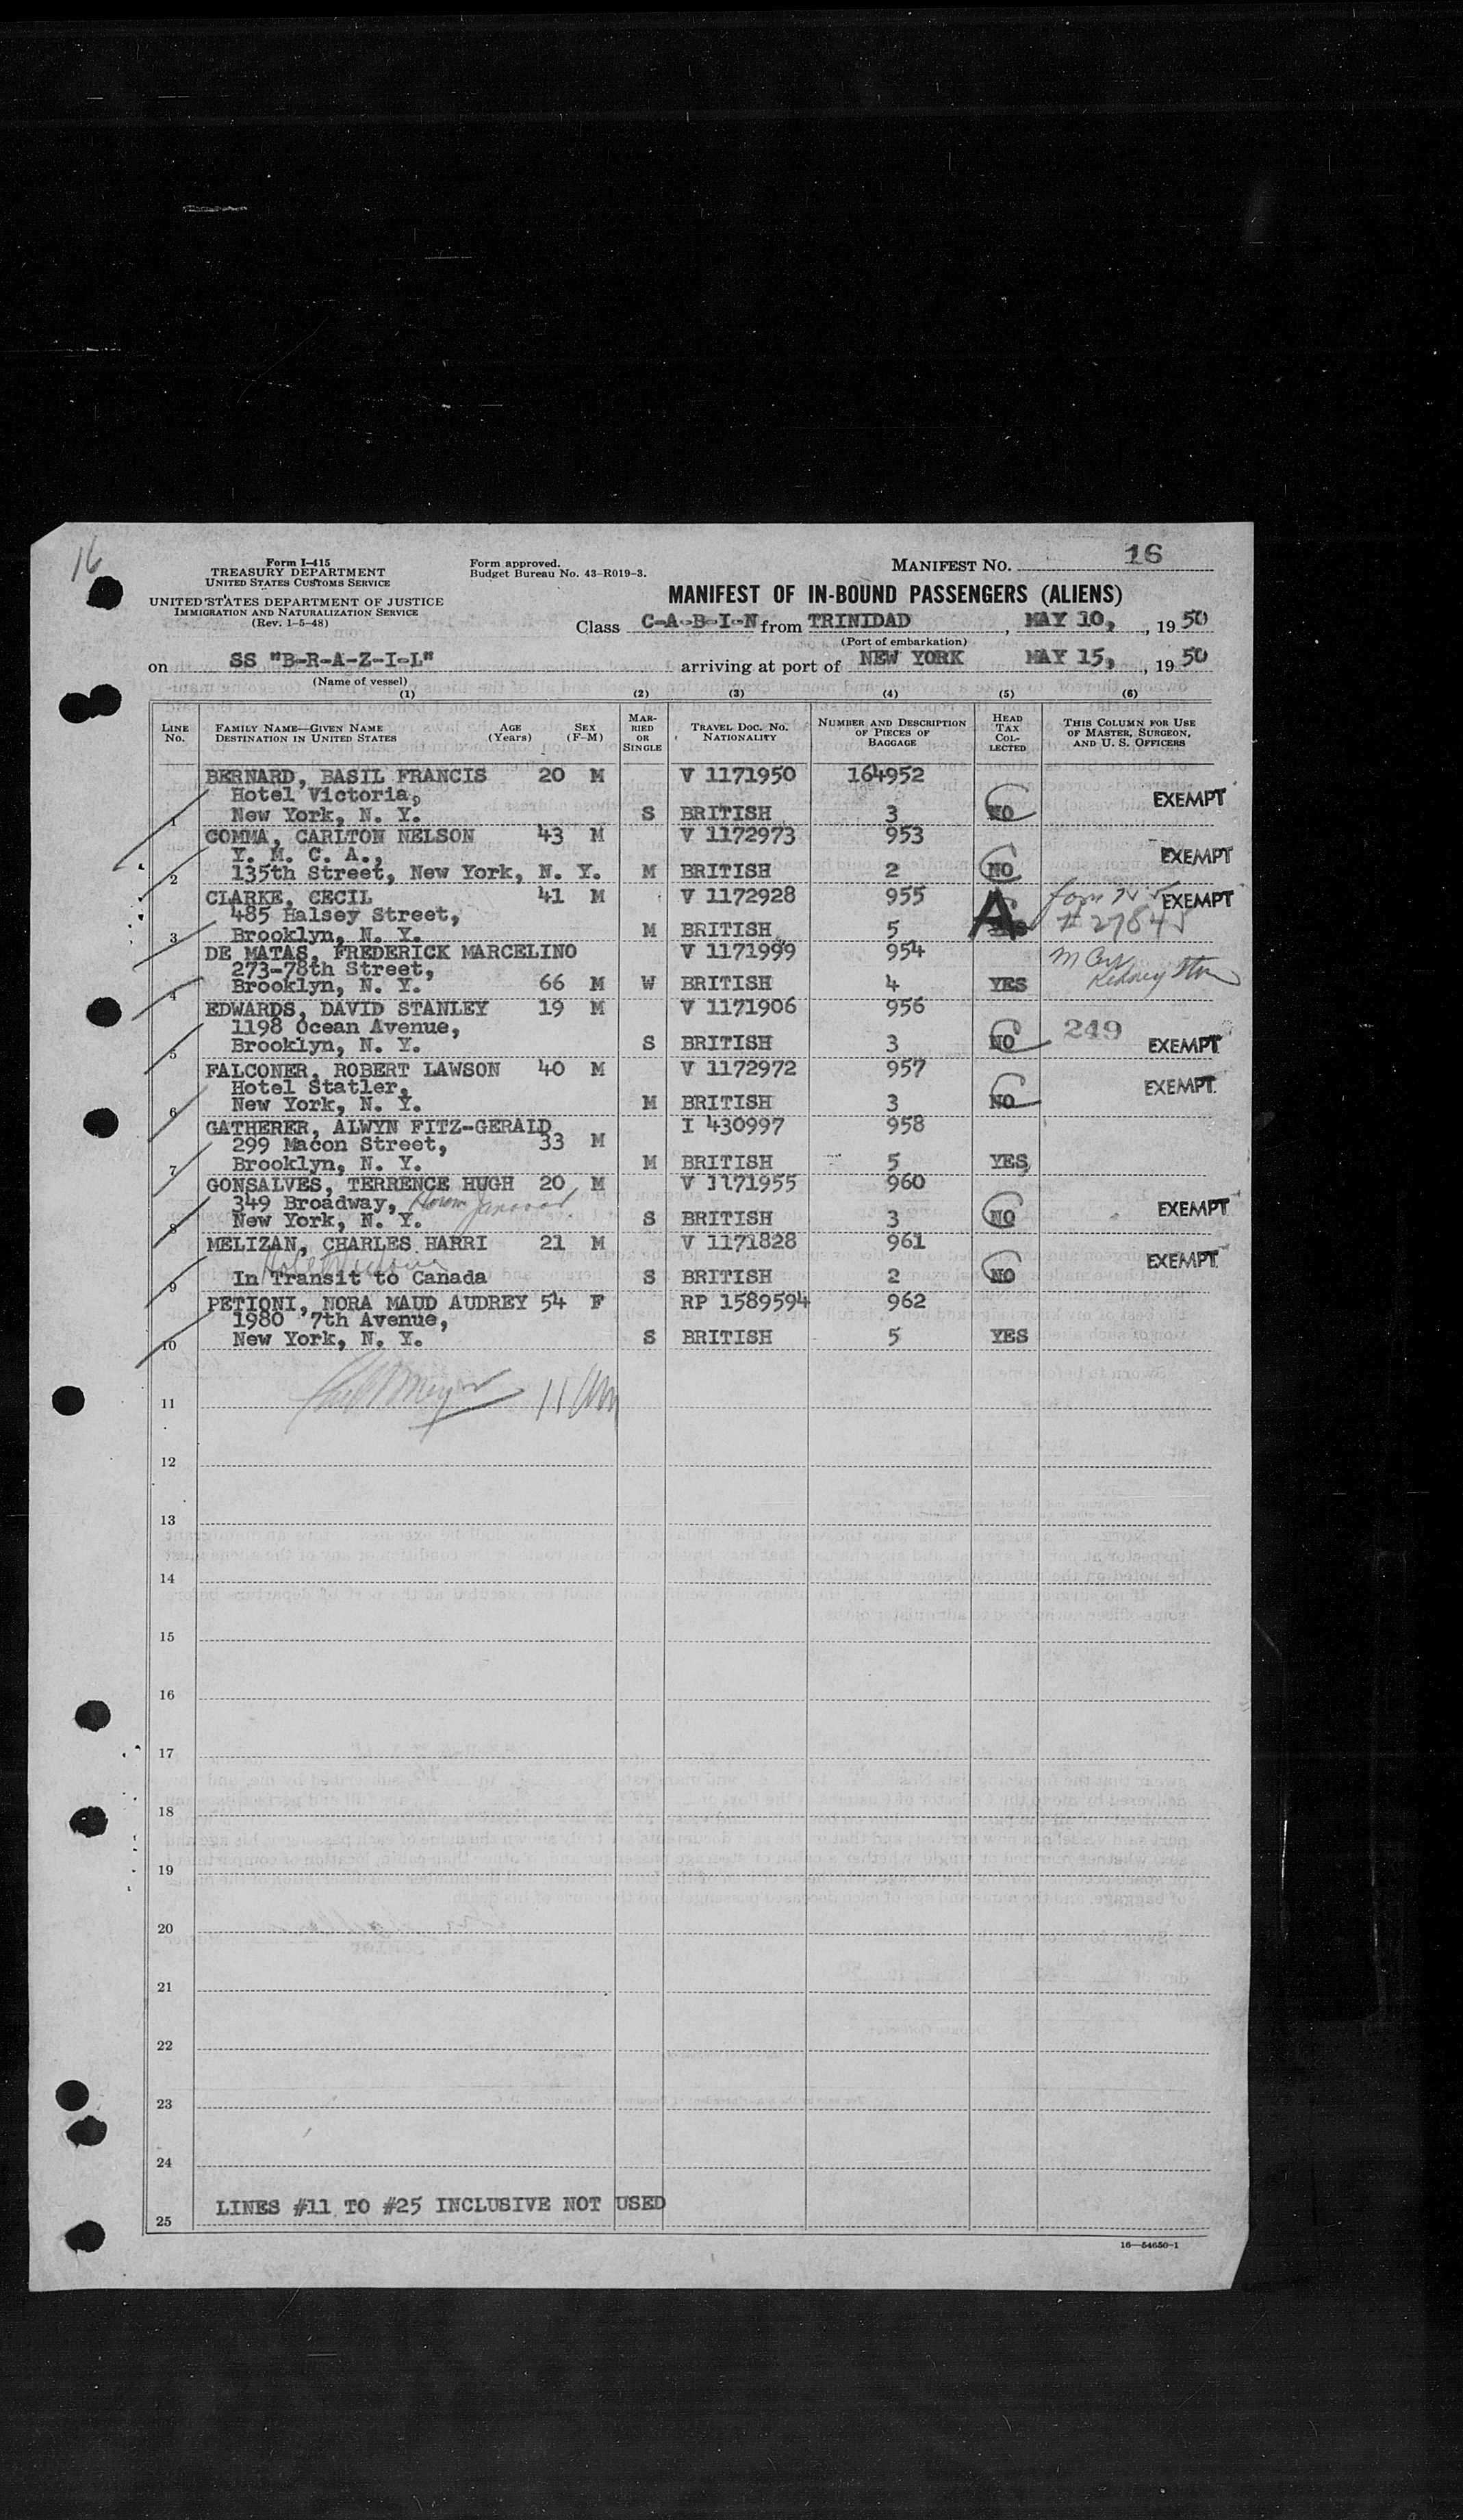 16
Form I-415
TREASURY DEPARTMENT
UNITED STATES CUSTOMS SERVICE
UNITED STATES DEPARTMENT OF JUSTICE
IMMIGRATION AND NATURALIZATION SERVICE
(Rev. 1-5-48)
Form approved.
Budget Bureau No. 43-R019-3.
MANIFEST NO. 16
MANIFEST OF IN-BOUND PASSENGERS (ALIENS)
Class C-A-B-I-N from TRINIDAD, MAY 10, 1950
(Port of embarkation)
on SS "B-R-A-Z-I-L" arriving at port of NEW YORK MAY 15, 1950
(Name of vessel)
(1) (2) (3) (4) (5) (6)
LINE No. FAMILY NAME—GIVEN NAME DESTINATION IN UNITED STATES AGE (Years) SEX (F-M) MARRIED OR SINGLE TRAVEL DOC. NO. NATIONALITY NUMBER AND DESCRIPTION OF PIECES OF BAGGAGE HEAD TAX COLLECTED THIS COLUMN FOR USE OF MASTER, SURGEON, AND U. S. OFFICERS
BERNARD, BASIL FRANCIS 20 M V 1171950 164952
Hotel Victoria, EXEMPT
1 New York, N. Y. S BRITISH 3 NO
COMMA, CARLTON NELSON 43 M V 1172973 953
Y. M. C. A., EXEMPT
2 135th Street, New York, N. Y. M BRITISH 2 NO
CLARKE, CECIL 41 M V 1172928 955 A EXEMPT
485 Halsey Street, # 27845
3 Brooklyn, N. Y. M BRITISH 5 YES
DE MATAS, FREDERICK MARCELINO V 1171999 954
273-78th Street,
4 Brooklyn, N. Y. 66 M W BRITISH 4 YES Kidney
EDWARDS, DAVID STANLEY 19 M V 1171906 956
1198 Ocean Avenue, 249
5 Brooklyn, N. Y. S BRITISH 3 NO EXEMPT
FALCONER, ROBERT LAWSON 40 M V 1172972 957
Hotel Statler, EXEMPT
6 New York, N. Y. M BRITISH 3 NO
GATHERER, ALWYN FITZ-GERALD I 430997 958
299 Macon Street, 33 M
7 Brooklyn, N. Y. M BRITISH 5 YES
GONSALVES, TERRENCE HUGH 20 M V 1171955 960
349 Broadway, EXEMPT
8 New York, N. Y. S BRITISH 3 NO
MELIZAN, CHARLES HARRI 21 M V 1171828 961
Hotel Victoria EXEMPT
9 In Transit to Canada S BRITISH 2 NO
PETIONI, NORA MAUD AUDREY 54 F RP 1589594 962
1980 7th Avenue,
10 New York, N. Y. S BRITISH 5 YES
11
12
13
14
15
16
17
18
19
20
21
22
23
24
LINES #11 TO #25 INCLUSIVE NOT USED
25
16—54650-1